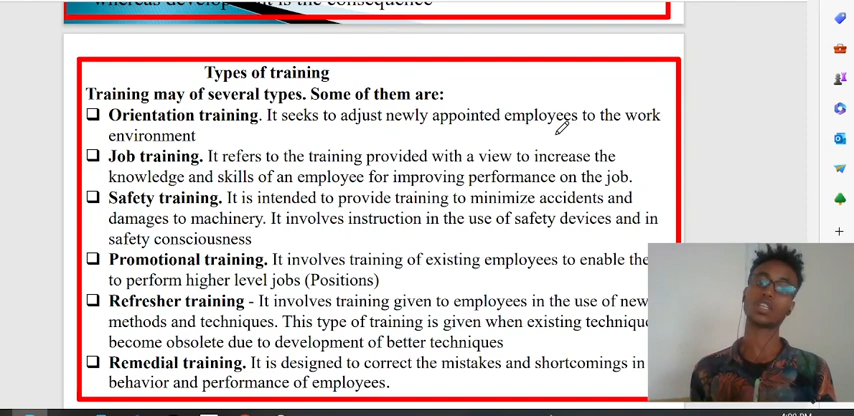 whereas development is the consequence
Types of training
Training may of several types. Some of them are:
❑ Orientation training. It seeks to adjust newly appointed employees to the work
environment
❑ Job training. It refers to the training provided with a view to increase the
knowledge and skills of an employee for improving performance on the job.
❑ Safety training. It is intended to provide training to minimize accidents and
damages to machinery. It involves instruction in the use of safety devices and in
safety consciousness
❑ Promotional training. It involves training of existing employees to enable the
to perform higher level jobs (Positions)
❑ Refresher training - It involves training given to employees in the use of new
methods and techniques. This type of training is given when existing techniqu
become obsolete due to development of better techniques
❑ Remedial training. It is designed to correct the mistakes and shortcomings in
behavior and performance of employees.